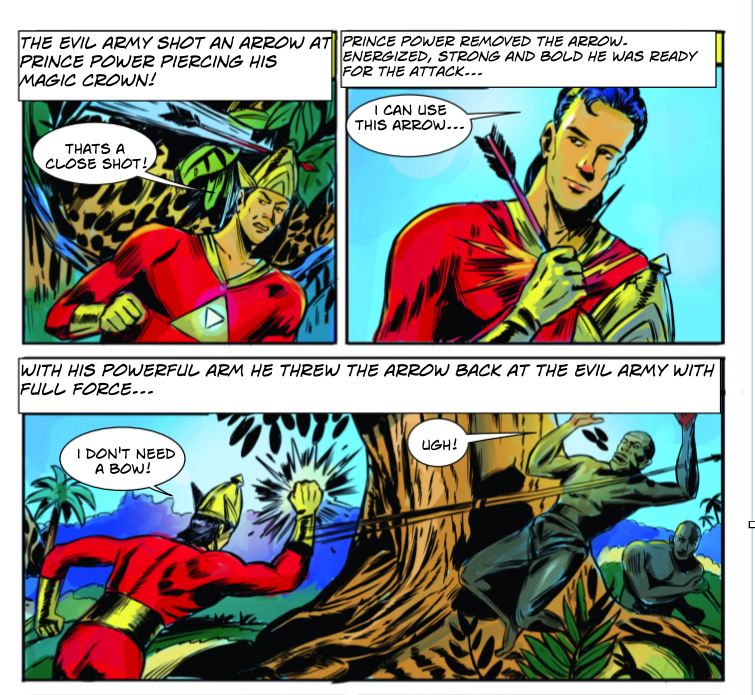 THE EVIL ARMY SHOT AN ARROW AT
PRINCE POWER PIERCING HIS
MAGIC CROWN!
THATS A
CLOSE SHOT!
PRINCE POWER REMOVED THE ARROW.
ENERGIZED, STRONG AND BOLD HE WAS READY
FOR THE ATTACK...
I CAN USE
THIS ARROW...
WITH HIS POWERFUL ARM HE THREW THE ARROW BACK AT THE EVIL ARMY WITH
FULL FORCE...
I DON'T NEED
A BOW!
UGH!